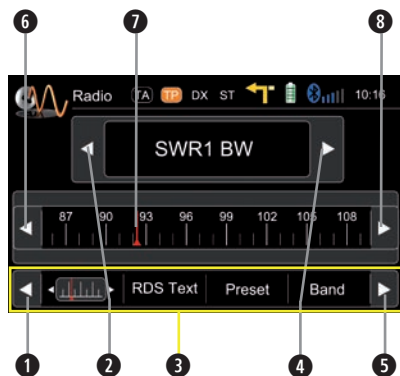 6 7 8
Radio TA TP DX ST 10:16
SWR1 BW
87 90 93 96 99 102 105 108
RDS Text Preset Band
1 2 3 4 5